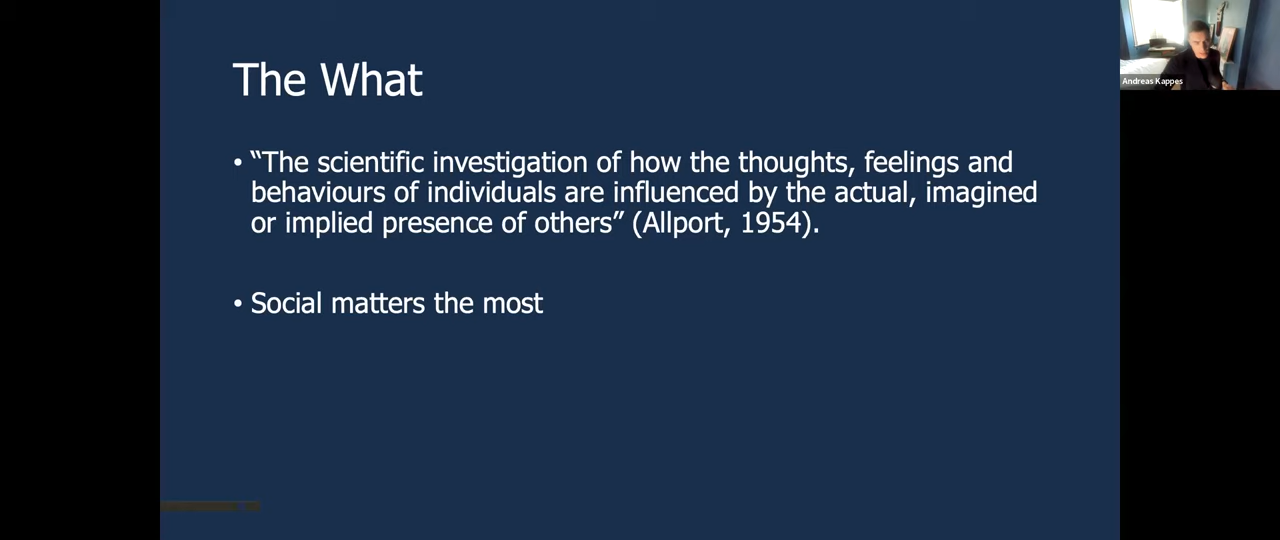 The What
• “The scientific investigation of how the thoughts, feelings and
behaviours of individuals are influenced by the actual, imagined
or implied presence of others” (Allport, 1954).
• Social matters the most
Andreas Kappes